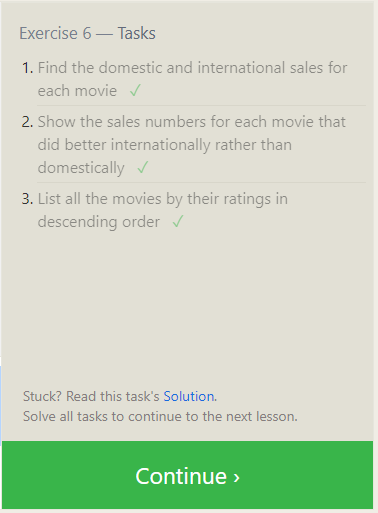 Exercise 6 — Tasks
1. Find the domestic and international sales for
each movie ✓
2. Show the sales numbers for each movie that
did better internationally rather than
domestically ✓
3. List all the movies by their ratings in
descending order ✓
Stuck? Read this task's Solution.
Solve all tasks to continue to the next lesson.
Continue ›